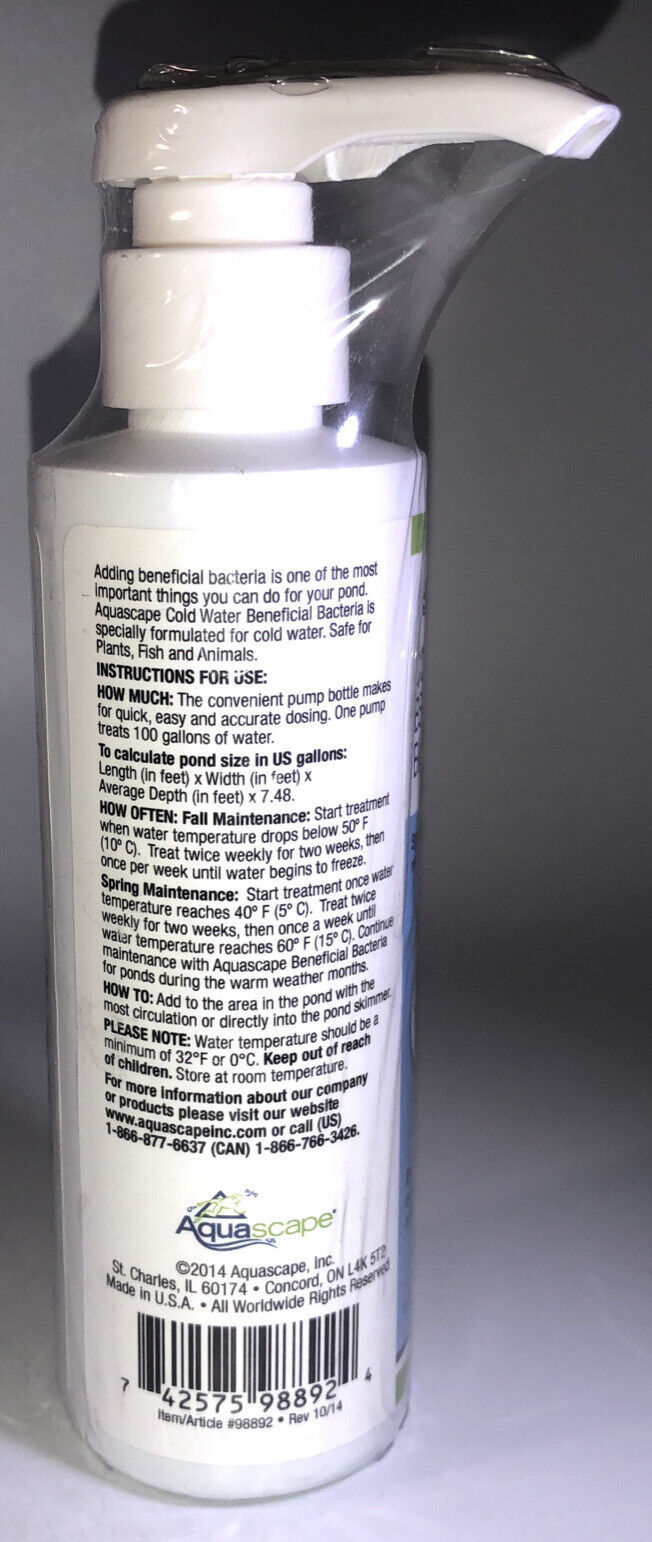 Adding beneficial bacteria is one of the most
important things you can do for your pond.
Aquascape Cold Water Beneficial Bacteria is
specially formulated for cold water. Safe for
Plants, Fish and Animals.
INSTRUCTIONS FOR USE:
HOW MUCH: The convenient pump bottle makes
for quick, easy and accurate dosing. One pump
treats 100 gallons of water.
To calculate pond size in US gallons:
Length (in feet) x Width (in feet) x
Average Depth (in feet) x 7.48.
HOW OFTEN: Fall Maintenance: Start treatment
when water temperature drops below 50° F
(10° C). Treat twice weekly for two weeks, then
once per week until water begins to freeze.
Spring Maintenance: Start treatment once water
temperature reaches 40° F (5° C). Treat twice
weekly for two weeks, then once a week until
water temperature reaches 60° F (15° C). Continue
maintenance with Aquascape Beneficial Bacteria
for ponds during the warm weather months.
HOW TO: Add to the area in the pond with the
most circulation or directly into the pond skimmer.
PLEASE NOTE: Water temperature should be a
minimum of 32°F or 0°C. Keep out of reach
of children. Store at room temperature.
For more information about our company
or products please visit our website
www.aquascapeinc.com or call (US)
1-866-877-6637 (CAN) 1-866-766-3426.
Aquascape®
©2014 Aquascape, Inc.
St. Charles, IL 60174 • Concord, ON L4K 5T2
Made in U.S.A. • All Worldwide Rights Reserved
7 42575 98892 4
Item/Article #98892 • Rev 10/14